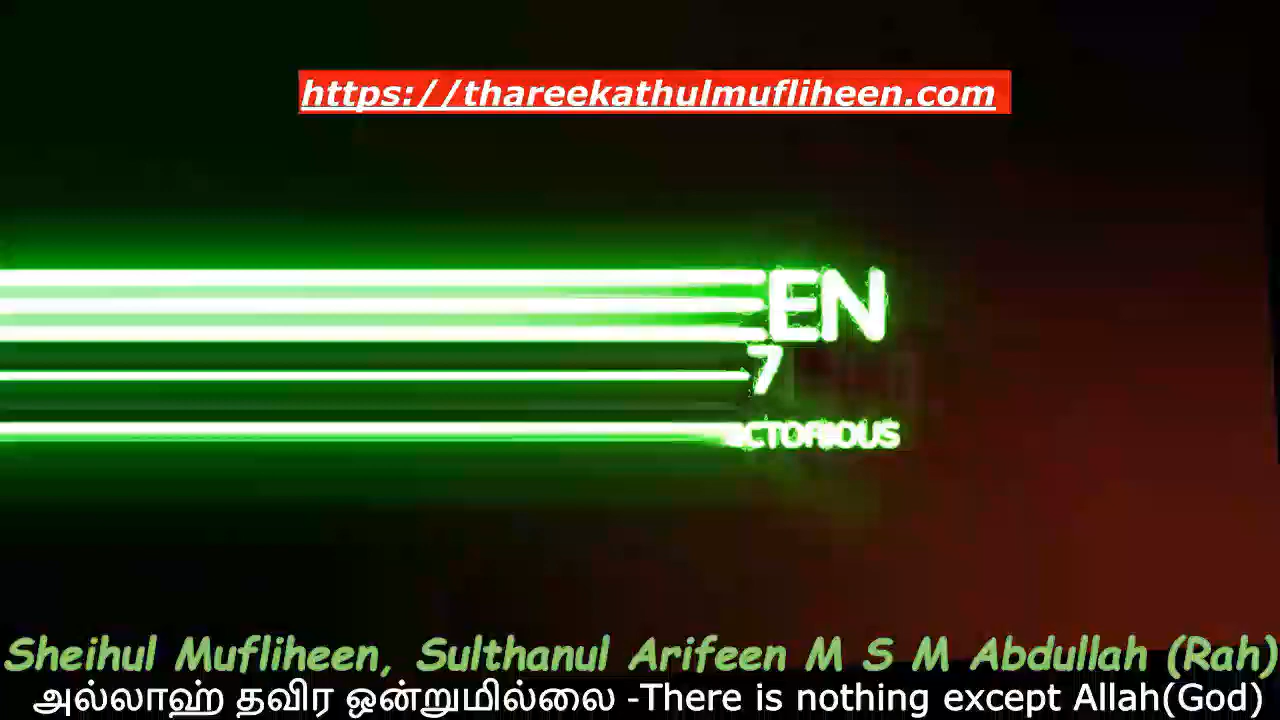 https://thareekathulmufliheen.com
EN
7
Sheihul Mufliheen, Sulthanul Arifeen M S M Abdullah (Rah)
அல்லாஹ் தவிர ஒன்றுமில்லை -There is nothing except Allah(God)